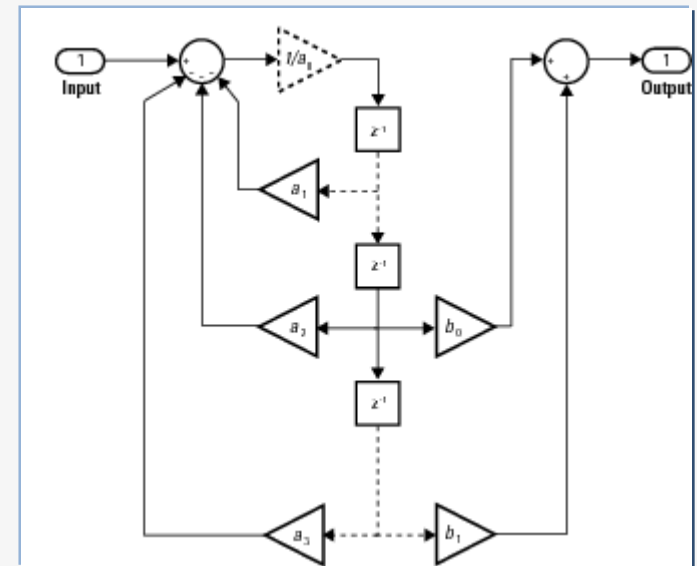 1
Input
+
-
-
-
1/a₀
z⁻¹
a₁
z⁻¹
a₂
b₀
z⁻¹
a₃
b₁
+
+
1
Output